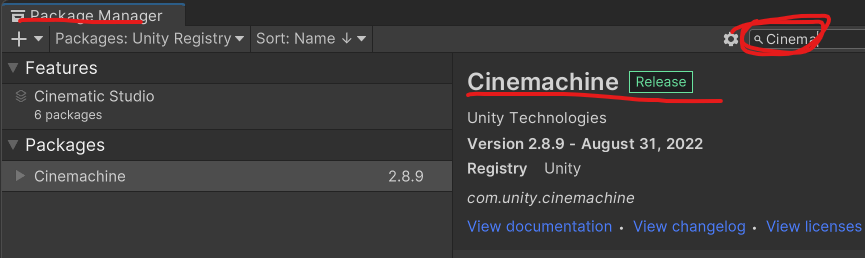 Package Manager
+ Packages: Unity Registry Sort: Name ↓ Cinema
Features
Cinematic Studio
6 packages
Packages
Cinemachine 2.8.9
Cinemachine Release
Unity Technologies
Version 2.8.9 - August 31, 2022
Registry Unity
com.unity.cinemachine
View documentation • View changelog • View licenses